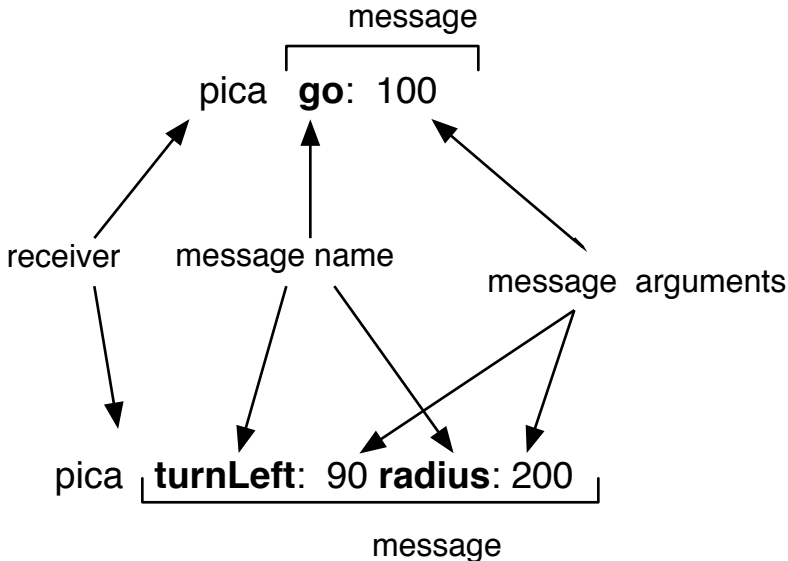 message
pica go: 100
receiver
message name
message arguments
pica turnLeft: 90 radius: 200
message